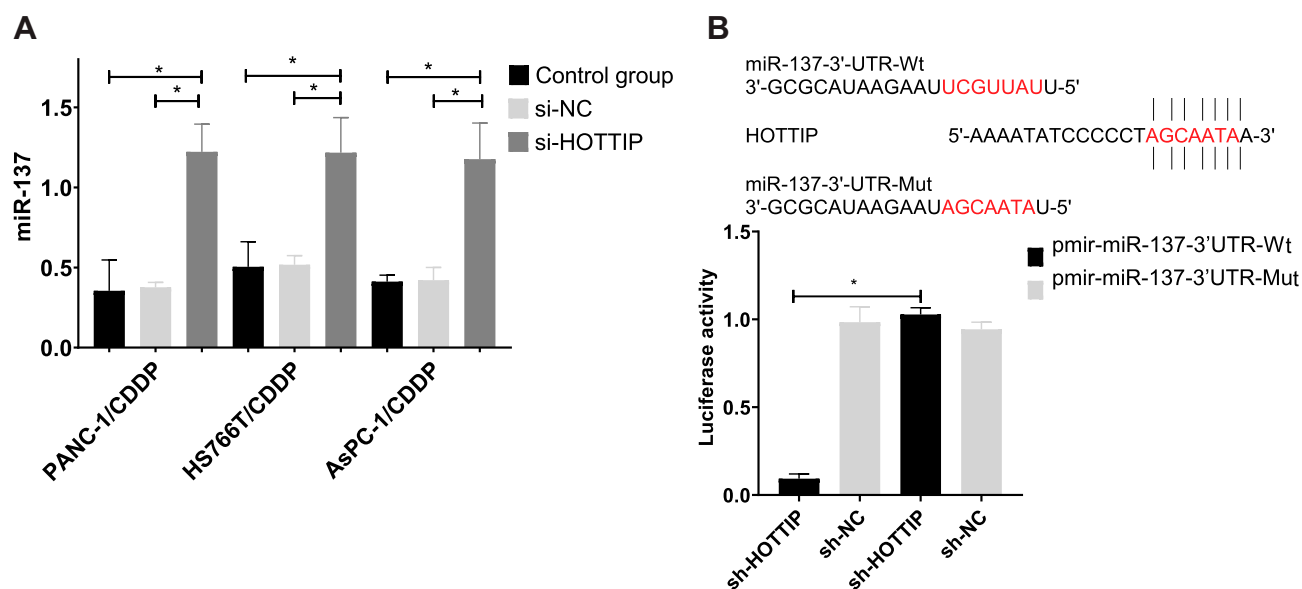 A
*
*
*
*
*
*
Control group
si-NC
si-HOTTIP
miR-137
1.5
1.0
0.5
0.0
PANC-1/CDDP
HS766T/CDDP
AsPC-1/CDDP
B
miR-137-3'-UTR-Wt
3'-GCGCAUAAGAAUUCGUUAUU-5'
HOTTIP 5'-AAAATATCCCCCTAGCAATAA-3'
miR-137-3'-UTR-Mut
3'-GCGCAUAAGAAUAGCAATAU-5'
pmir-miR-137-3'UTR-Wt
pmir-miR-137-3'UTR-Mut
*
Luciferase activity
1.5
1.0
0.5
0.0
sh-HOTTIP
sh-NC
sh-HOTTIP
sh-NC